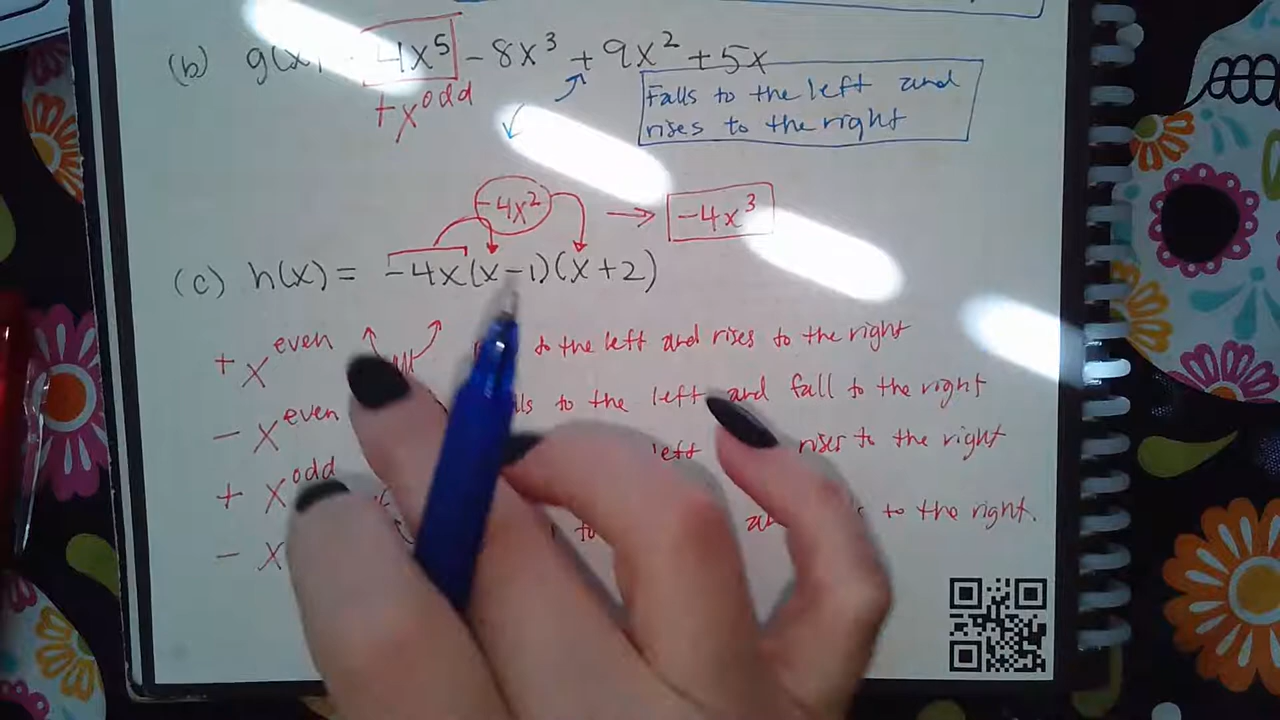 (b) g(x) 4x⁵ - 8x³ + 9x² + 5x
+x^odd
Falls to the left and
rises to the right
-4x² → -4x³
(c) h(x) = -4x(x-1)(x+2)
+ x^even to the left and rises to the right
- x^even to the left and fall to the right
+ x^odd left rises to the right
- x to to the right.